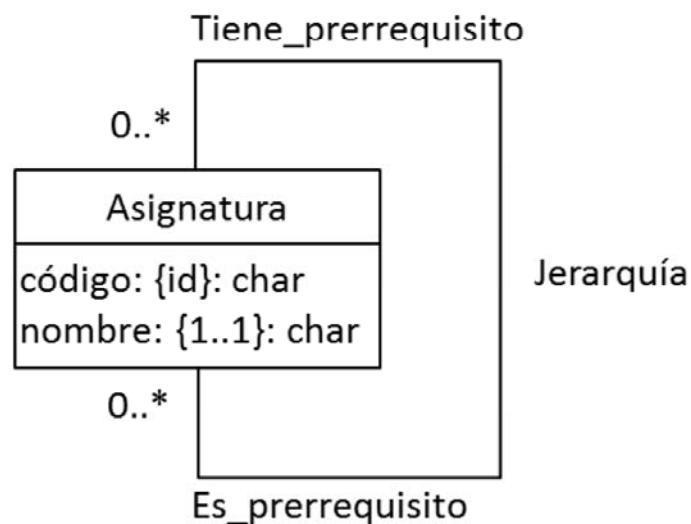 Tiene_prerrequisito
0..*
Asignatura
código: {id}: char
nombre: {1..1}: char
Jerarquía
0..*
Es_prerrequisito